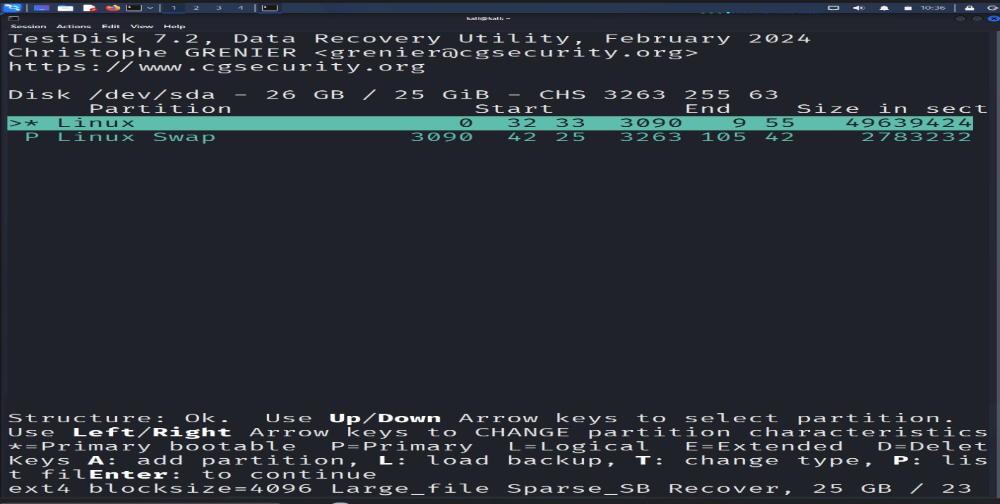 1 2 3 4 10:36
kali@kali: ~
Session Actions Edit View Help
TestDisk 7.2, Data Recovery Utility, February 2024
Christophe GRENIER <grenier@cgsecurity.org>
https://www.cgsecurity.org
Disk /dev/sda - 26 GB / 25 GiB - CHS 3263 255 63
Partition Start End Size in sect
>* Linux 0 32 33 3090 9 55 49639424
P Linux Swap 3090 42 25 3263 105 42 2783232
Structure: Ok. Use Up/Down Arrow keys to select partition.
Use Left/Right Arrow keys to CHANGE partition characteristics
*=Primary bootable P=Primary L=Logical E=Extended D=Delet
Keys A: add partition, L: load backup, T: change type, P: lis
t filEnter: to continue
ext4 blocksize=4096 Large_file Sparse_SB Recover, 25 GB / 23